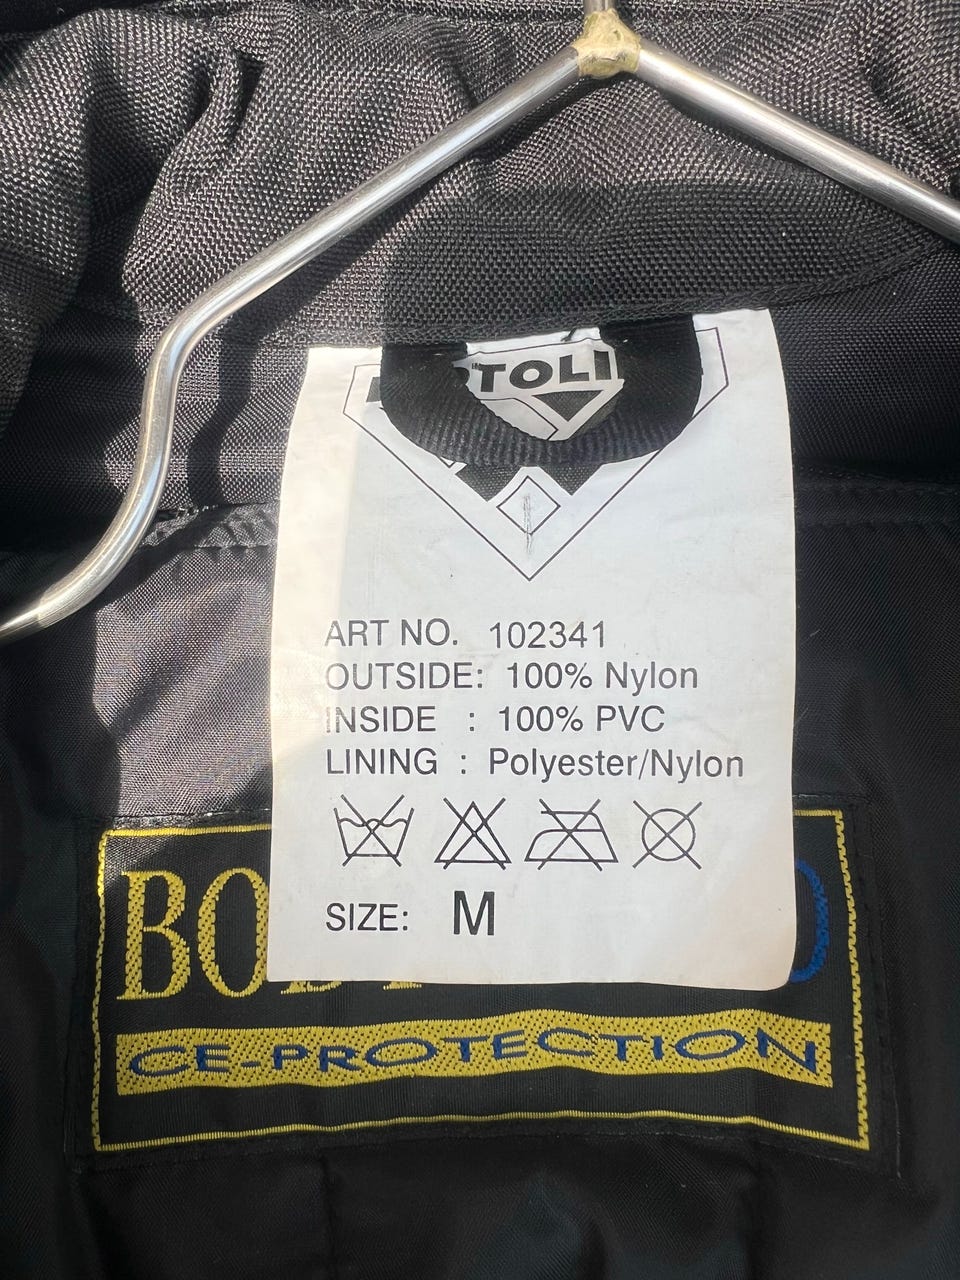 TOLI
ART NO. 102341
OUTSIDE: 100% Nylon
INSIDE : 100% PVC
LINING : Polyester/Nylon
SIZE: M
CE-PROTECTION